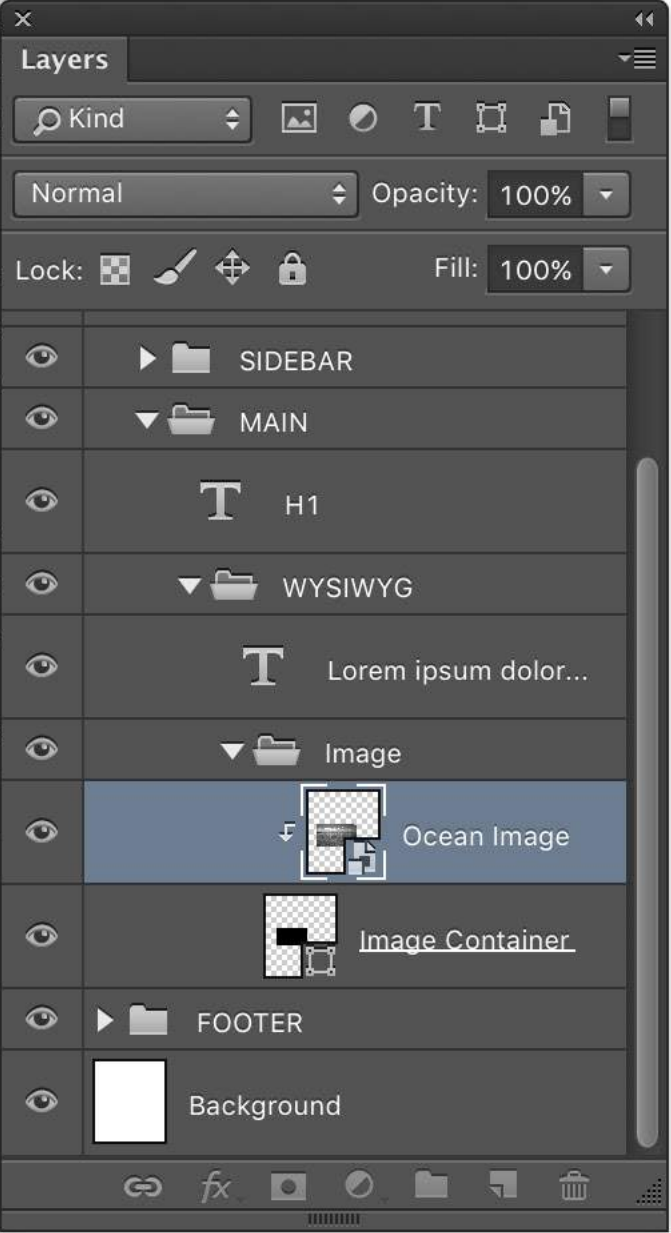 Layers
Kind
Normal Opacity: 100%
Lock: Fill: 100%
SIDEBAR
MAIN
T H1
WYSIWYG
T Lorem ipsum dolor...
Image
Ocean Image
Image Container
FOOTER
Background
fx